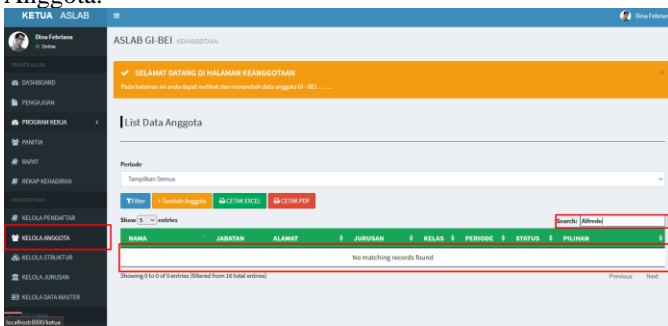 Anggota.
KETUA ASLAB
Dina Febriana
Dina Febriana
Online
ASLAB GI-BEI KEANGGOTAAN
PROKER ASLAB
DASHBOARD
PENGAJUAN
PROGRAM KERJA
PANITIA
RAPAT
REKAP KEHADIRAN
KEANGGOTAAN
KELOLA PENDAFTAR
KELOLA ANGGOTA
KELOLA STRUKTUR
KELOLA JURUSAN
KELOLA DATA MASTER
localhost:8000/ketua
SELAMAT DATANG DI HALAMAN KEANGGOTAAN
Pada halaman ini anda dapat melihat dan menambah data anggota GI - BEI . . . . . .
List Data Anggota
Periode
Tampilkan Semua
Filter + Tambah Anggota CETAK EXCEL CETAK PDF
Show 5 entries
Search: Alfredo
NAMA JABATAN ALAMAT JURUSAN KELAS PERIODE STATUS PILIHAN
No matching records found
Showing 0 to 0 of 0 entries (filtered from 16 total entries)
Previous Next